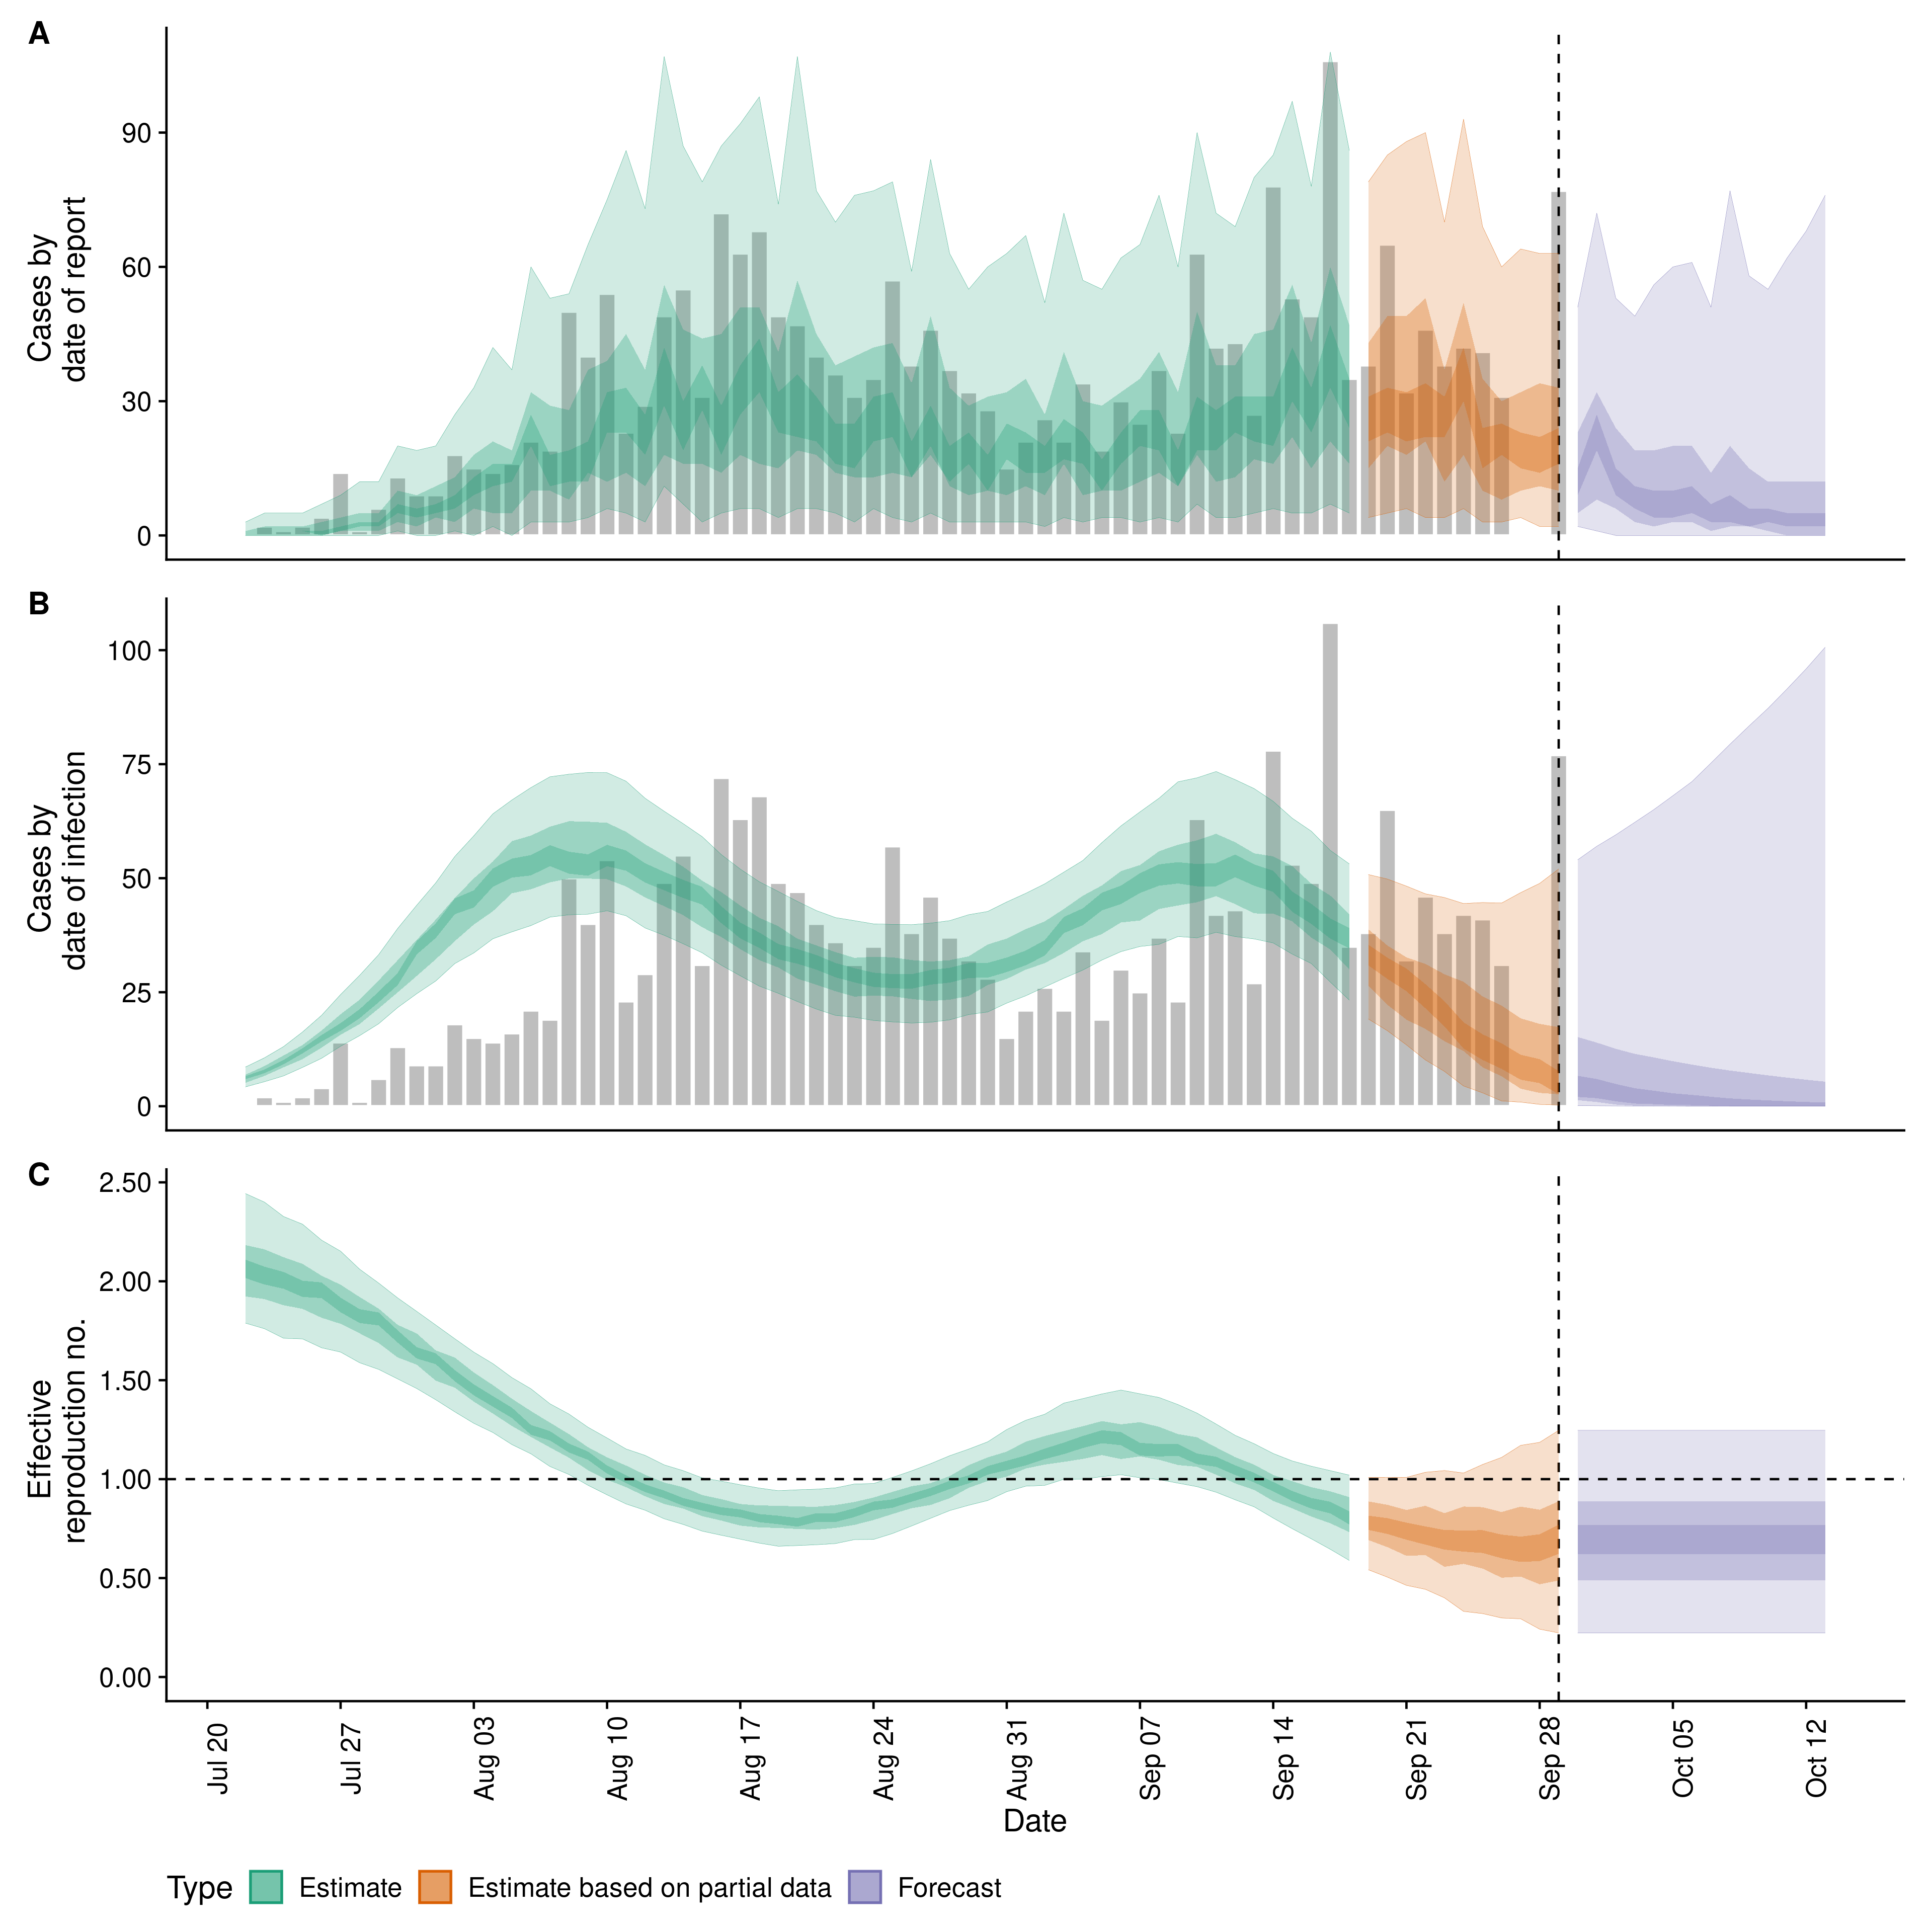 A
90
60
30
0
Cases by
date of report
B
100
75
50
25
0
Cases by
date of infection
C
2.50
2.00
1.50
1.00
0.50
0.00
Effective
reproduction no.
Jul 20
Jul 27
Aug 03
Aug 10
Aug 17
Aug 24
Aug 31
Sep 07
Sep 14
Sep 21
Sep 28
Oct 05
Oct 12
Date
Type Estimate Estimate based on partial data Forecast